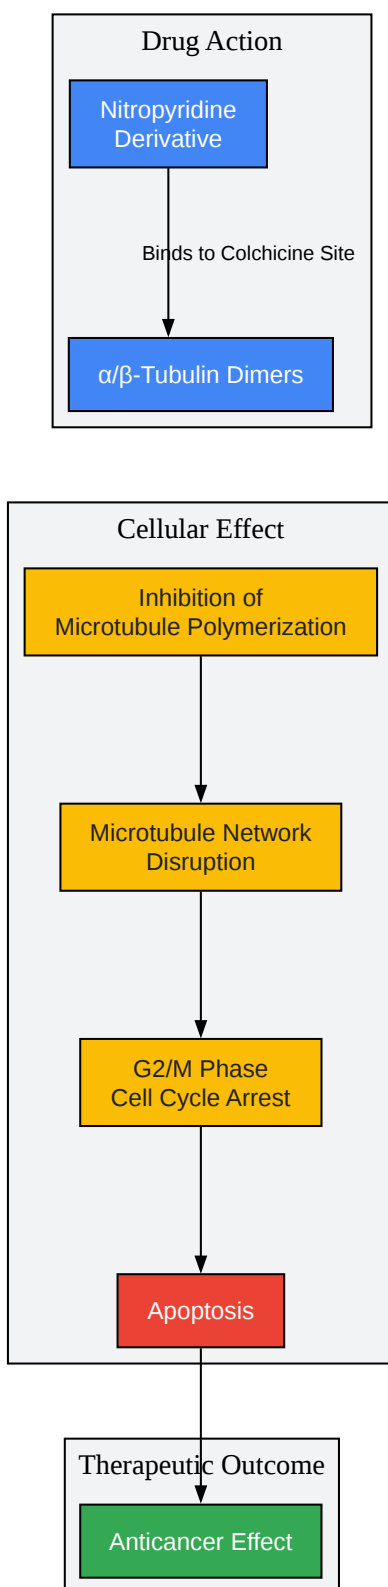 Drug Action
Nitropyridine
Derivative
Binds to Colchicine Site
α/β-Tubulin Dimers
Cellular Effect
Inhibition of
Microtubule Polymerization
Microtubule Network
Disruption
G2/M Phase
Cell Cycle Arrest
Apoptosis
Therapeutic Outcome
Anticancer Effect